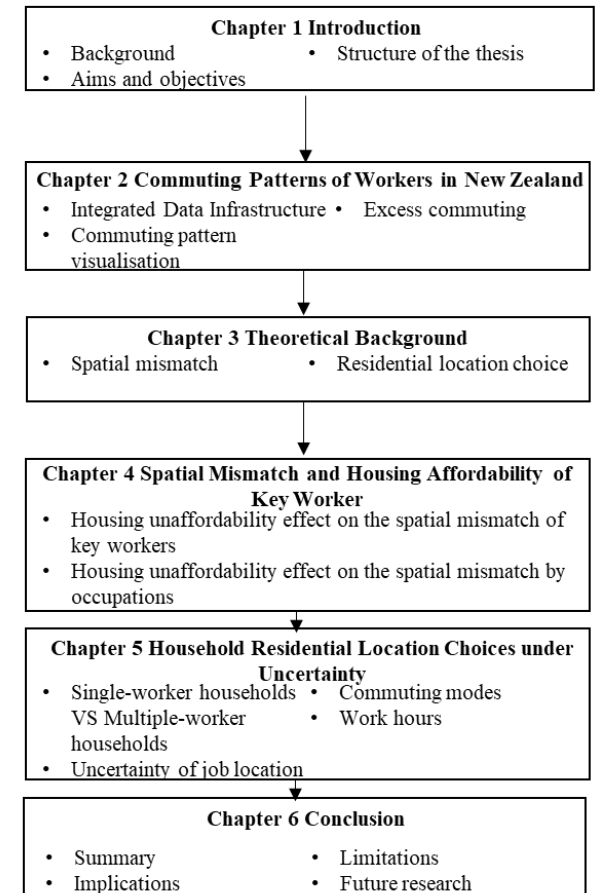 Chapter 1 Introduction
• Background
• Aims and objectives
• Structure of the thesis
Chapter 2 Commuting Patterns of Workers in New Zealand
• Integrated Data Infrastructure
• Commuting pattern
visualisation
• Excess commuting
Chapter 3 Theoretical Background
• Spatial mismatch
• Residential location choice
Chapter 4 Spatial Mismatch and Housing Affordability of
Key Worker
• Housing unaffordability effect on the spatial mismatch of
key workers
• Housing unaffordability effect on the spatial mismatch by
occupations
Chapter 5 Household Residential Location Choices under
Uncertainty
• Single-worker households
VS Multiple-worker
households
• Uncertainty of job location
• Commuting modes
• Work hours
Chapter 6 Conclusion
• Summary
• Implications
• Limitations
• Future research